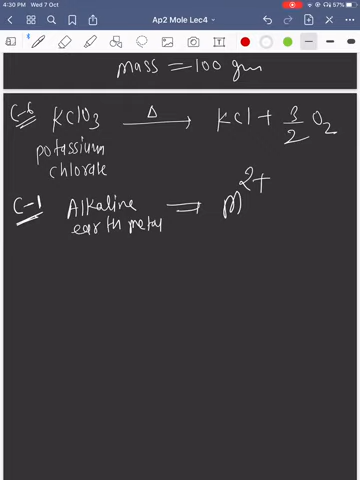 4:30 AM Wed 7 Oct
57%
Ap2 Mole Lec4
mass = 100 gm
C-6 KClO₃ Δ→ KCl + 3/2 O₂
potassium
chlorate
C-1 Alkaline ⇒ M²⁺
earth metal